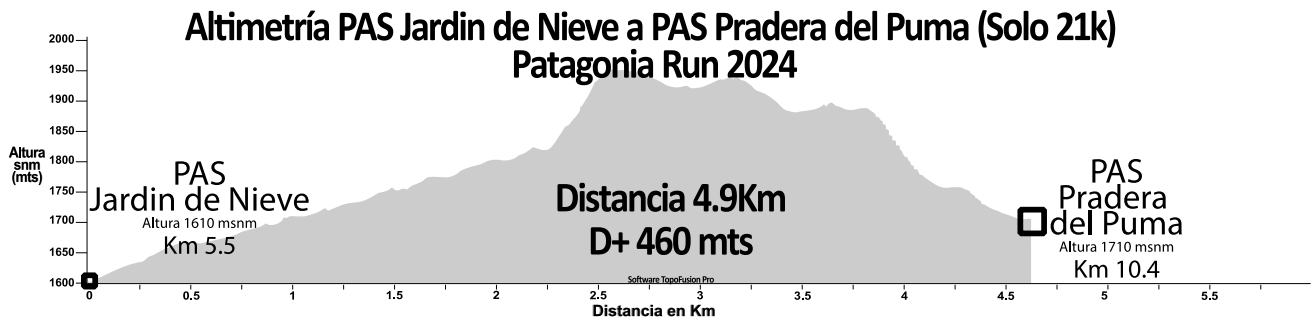 Altimetría PAS Jardin de Nieve a PAS Pradera del Puma (Solo 21k)
Patagonia Run 2024
2000
1950
1900
1850
1800
1750
1700
1650
1600
Altura
snm
(mts)
PAS
Jardin de Nieve
Altura 1610 msnm
Km 5.5
Distancia 4.9Km
D+ 460 mts
Software TopoFusion Pro
PAS
Pradera
del Puma
Altura 1710 msnm
Km 10.4
0 0.5 1 1.5 2 2.5 3 3.5 4 4.5 5 5.5
Distancia en Km